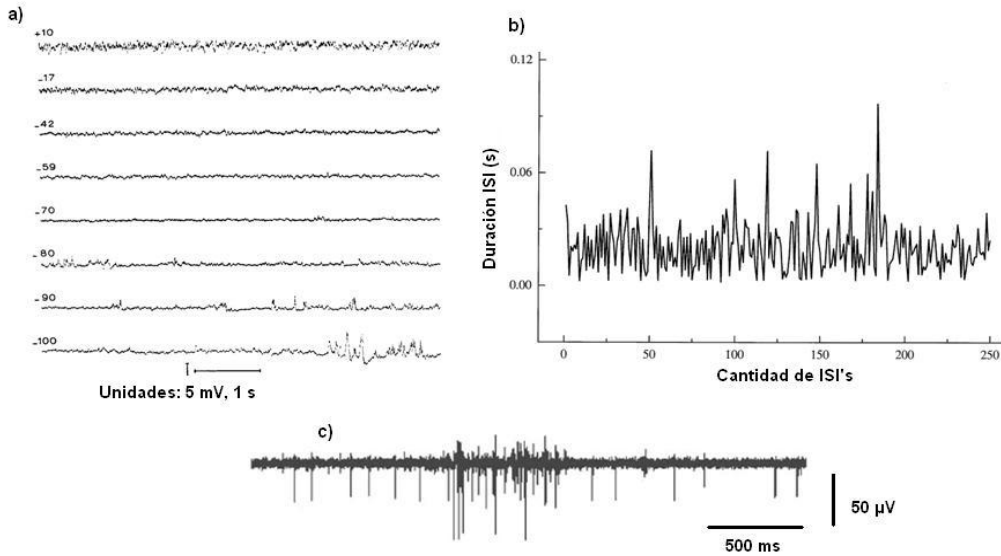 a)
+10
-17
-42
-59
-70
-80
-90
-100
Unidades: 5 mV, 1 s
b)
0.12
0.06
0.00
Duración ISI (s)
0
50
100
150
200
250
Cantidad de ISI's
c)
50 µV
500 ms